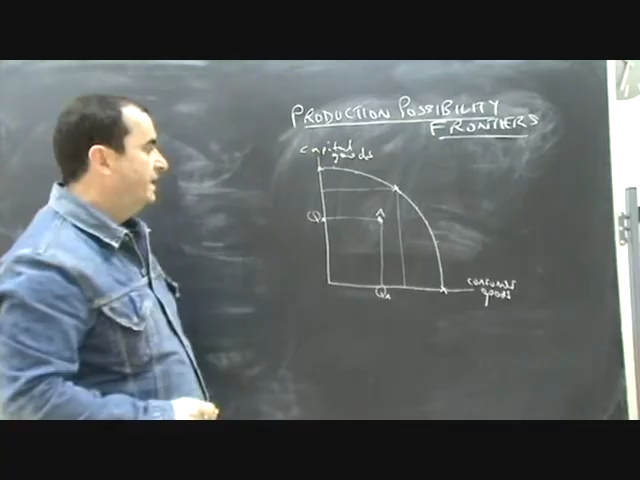 PRODUCTION POSSIBILITY
FRONTIERS
Capital
goods
A
consumer
goods